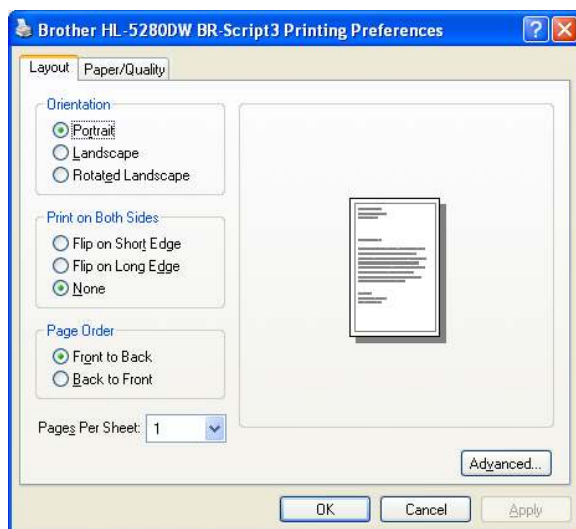 Brother HL-5280DW BR-Script3 Printing Preferences
Layout
Paper/Quality
Orientation
Portrait
Landscape
Rotated Landscape
Print on Both Sides
Flip on Short Edge
Flip on Long Edge
None
Page Order
Front to Back
Back to Front
Pages Per Sheet: 1
Advanced...
OK
Cancel
Apply